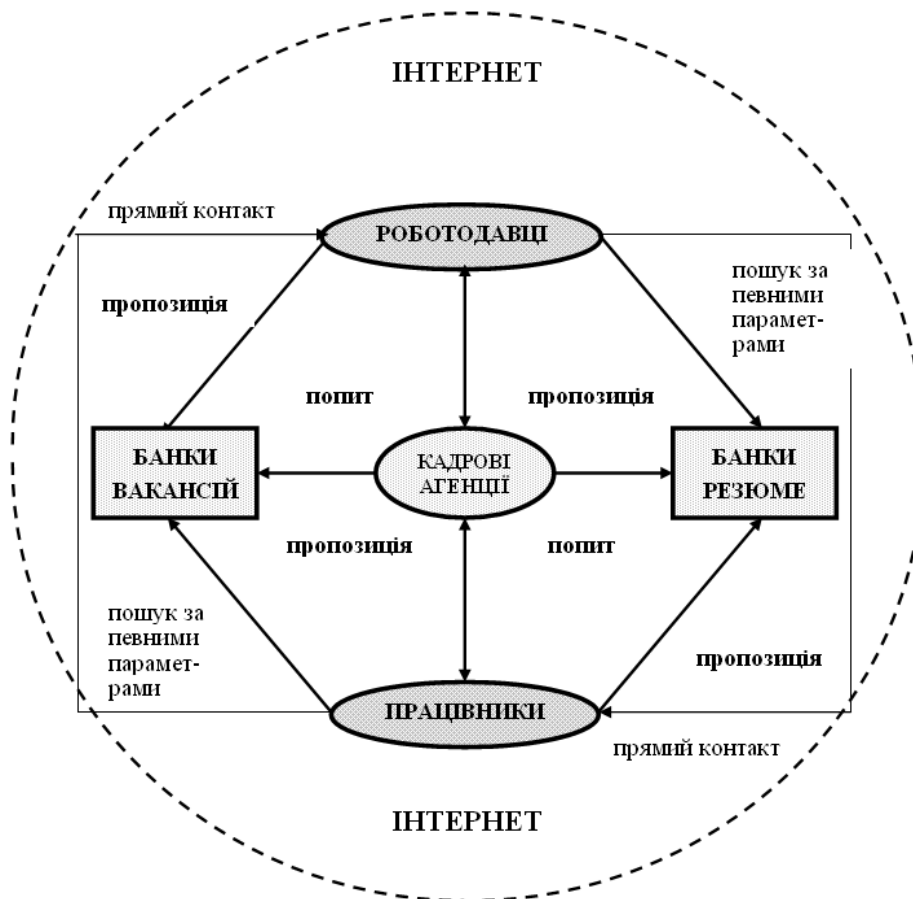 ІНТЕРНЕТ
прямий контакт
РОБОТОДАВЦІ
пропозиція
пошук за
певними
парамет-
рами
попит
пропозиція
БАНКИ
ВАКАНСІЙ
КАДРОВІ
АГЕНЦІЇ
БАНКИ
РЕЗЮМЕ
пропозиція
попит
пошук за
певними
парамет-
рами
пропозиція
ПРАЦІВНИКИ
прямий контакт
ІНТЕРНЕТ